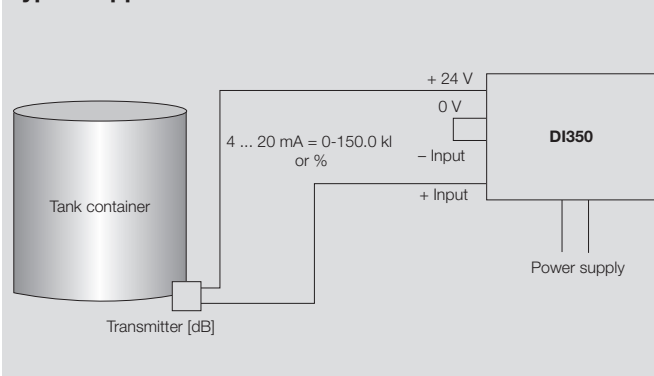 + 24 V
0 V
4 ... 20 mA = 0-150.0 kl
or %
– Input
DI350
+ Input
Tank container
Power supply
Transmitter [dB]